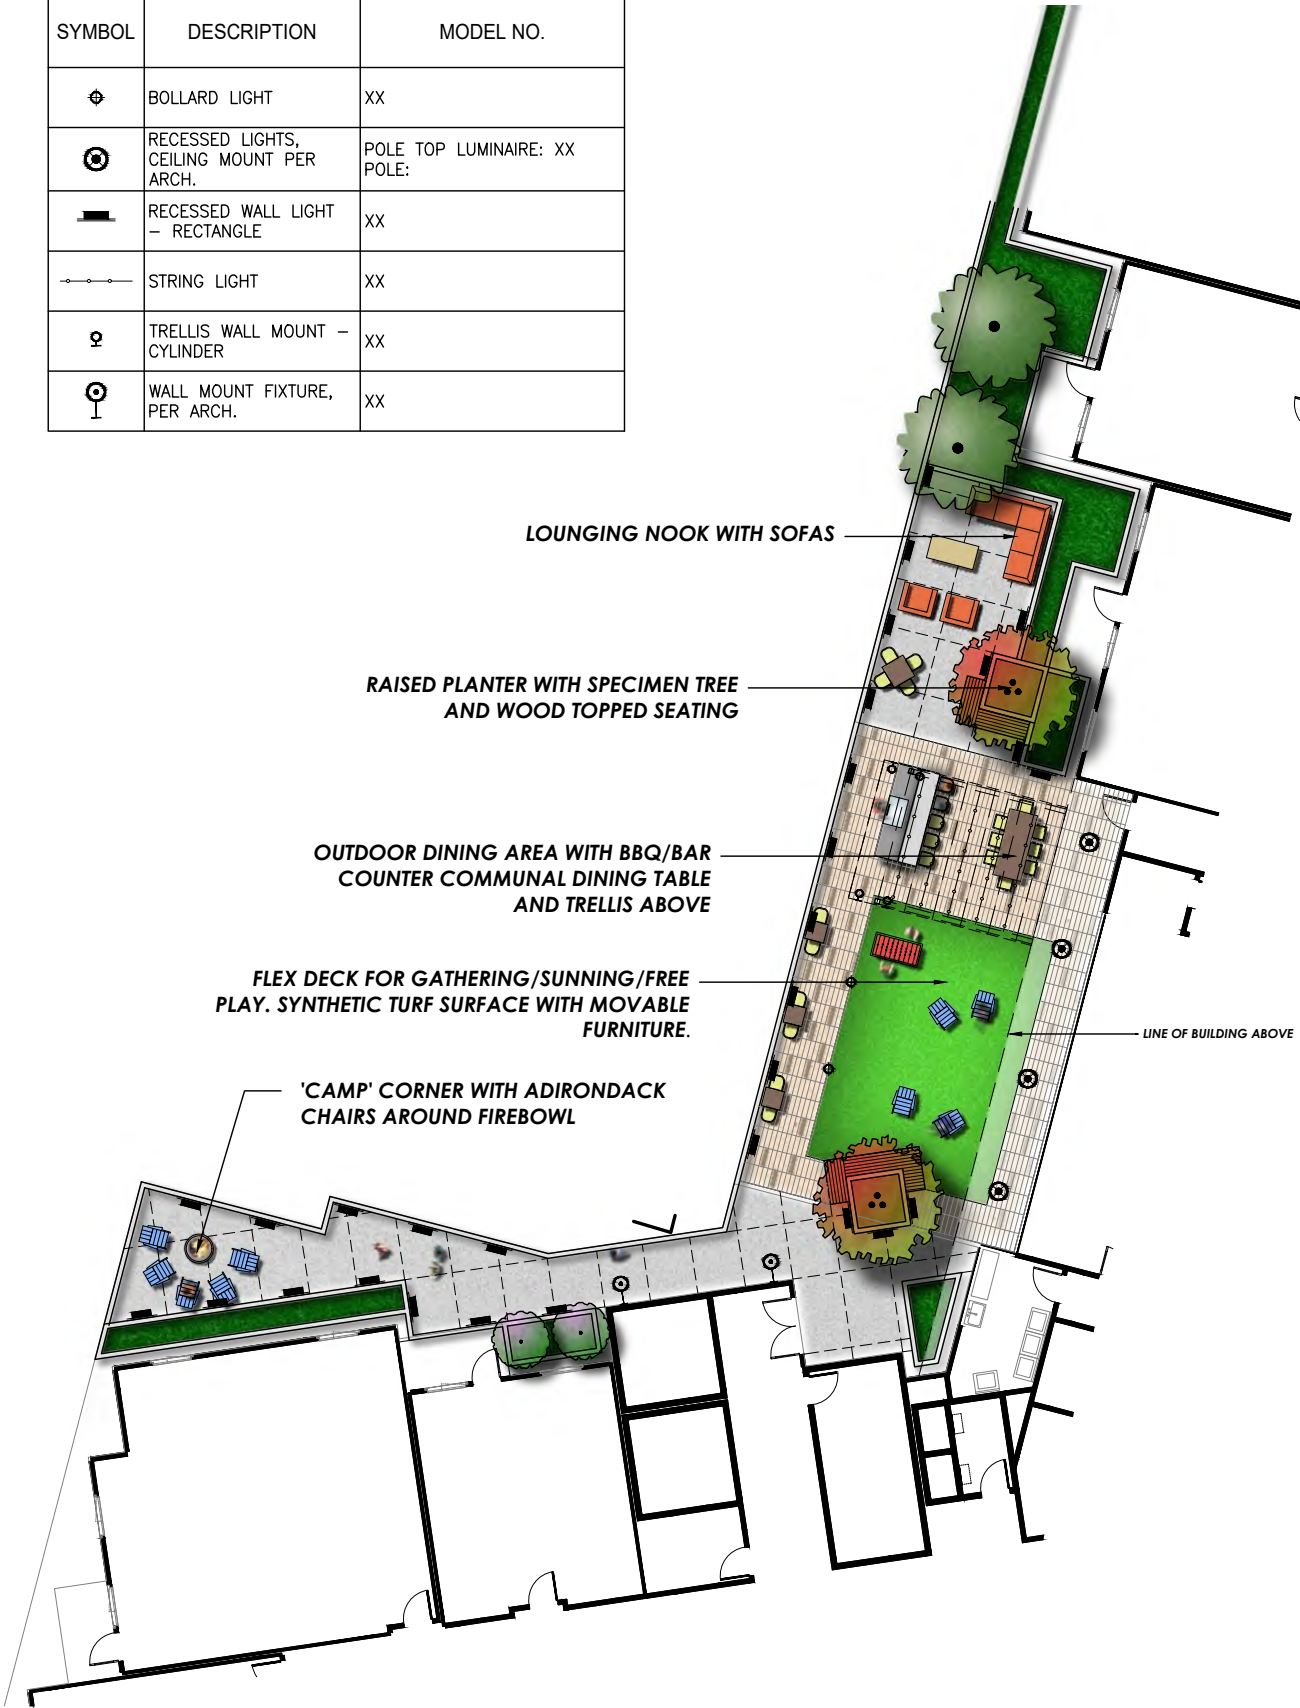 SYMBOL DESCRIPTION MODEL NO.
BOLLARD LIGHT XX
RECESSED LIGHTS,
CEILING MOUNT PER
ARCH.
POLE TOP LUMINAIRE: XX
POLE:
RECESSED WALL LIGHT
– RECTANGLE
XX
STRING LIGHT XX
TRELLIS WALL MOUNT –
CYLINDER
XX
WALL MOUNT FIXTURE,
PER ARCH.
XX
LOUNGING NOOK WITH SOFAS
RAISED PLANTER WITH SPECIMEN TREE
AND WOOD TOPPED SEATING
OUTDOOR DINING AREA WITH BBQ/BAR
COUNTER COMMUNAL DINING TABLE
AND TRELLIS ABOVE
FLEX DECK FOR GATHERING/SUNNING/FREE
PLAY. SYNTHETIC TURF SURFACE WITH MOVABLE
FURNITURE.
LINE OF BUILDING ABOVE
'CAMP' CORNER WITH ADIRONDACK
CHAIRS AROUND FIREBOWL